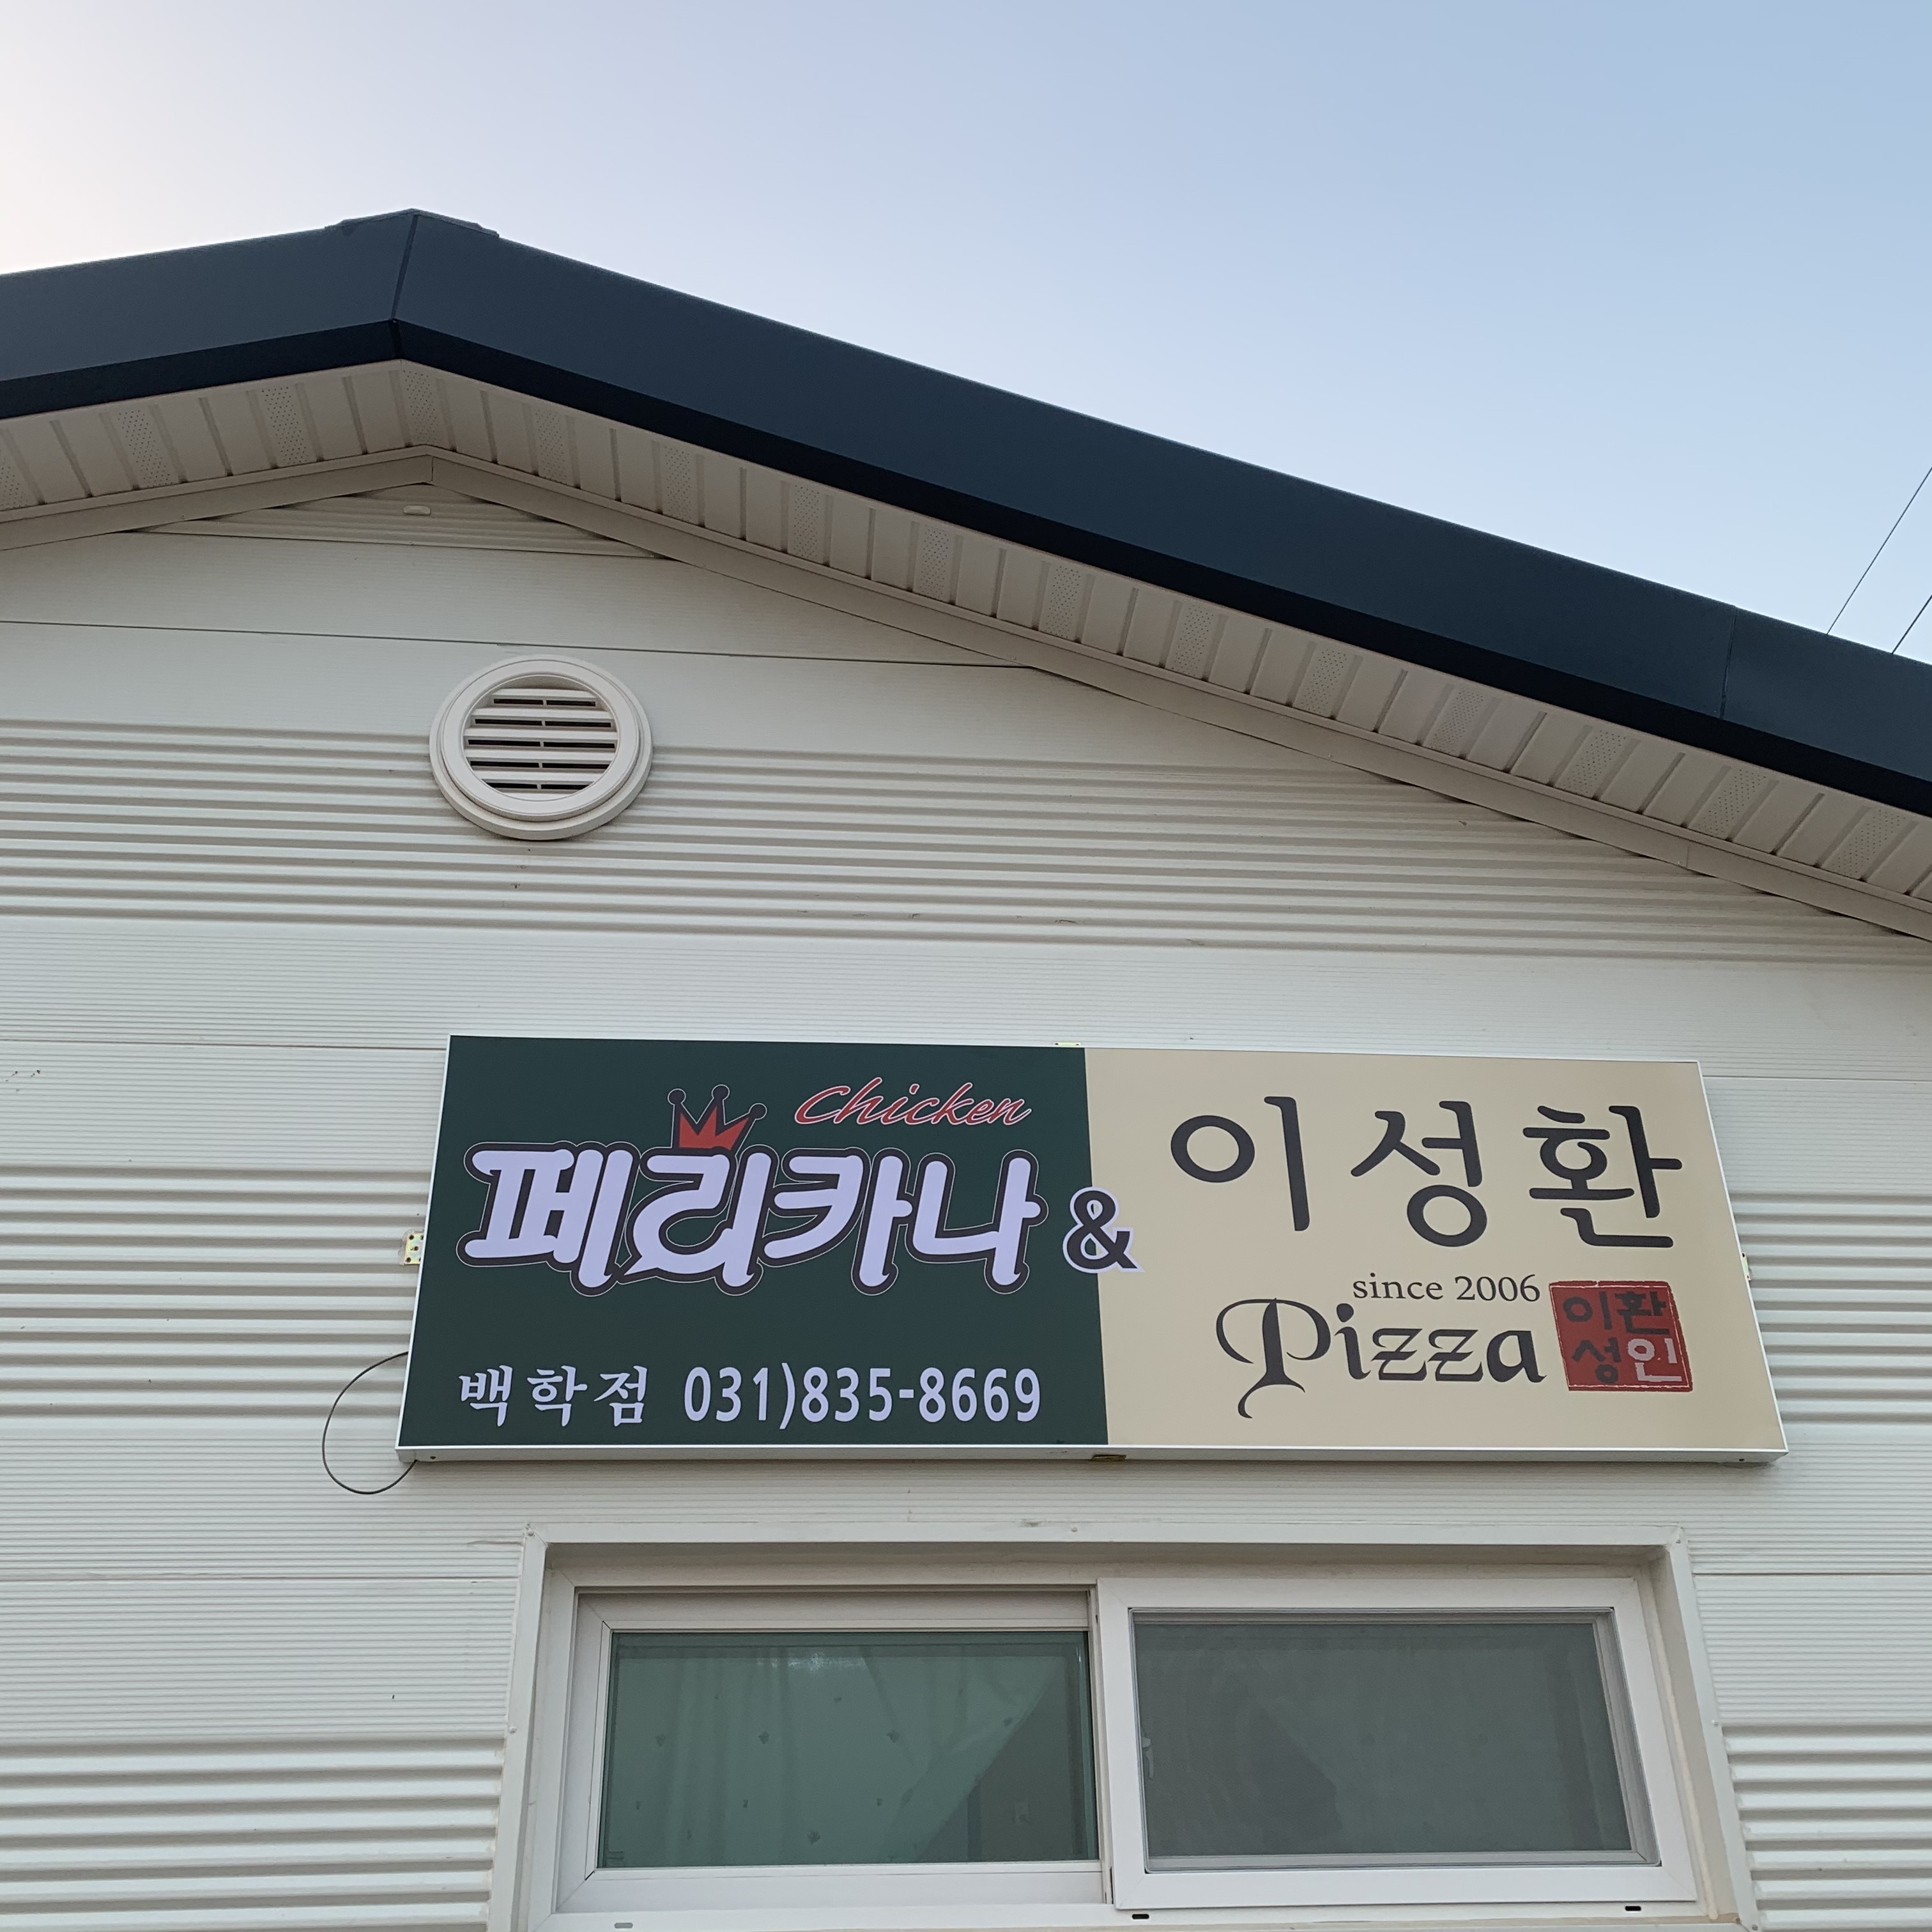 Chicken
페리카나
백학점 031)835-8669
&
이성환
since 2006
Pizza
이환
성인